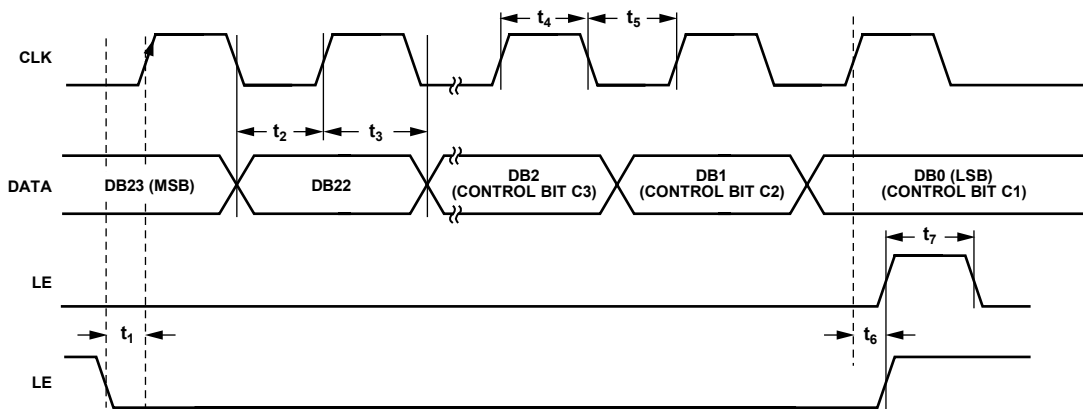 t4
t5
CLK
t2
t3
DATA
DB23 (MSB)
DB22
DB2
(CONTROL BIT C3)
DB1
(CONTROL BIT C2)
DB0 (LSB)
(CONTROL BIT C1)
t7
LE
t1
t6
LE